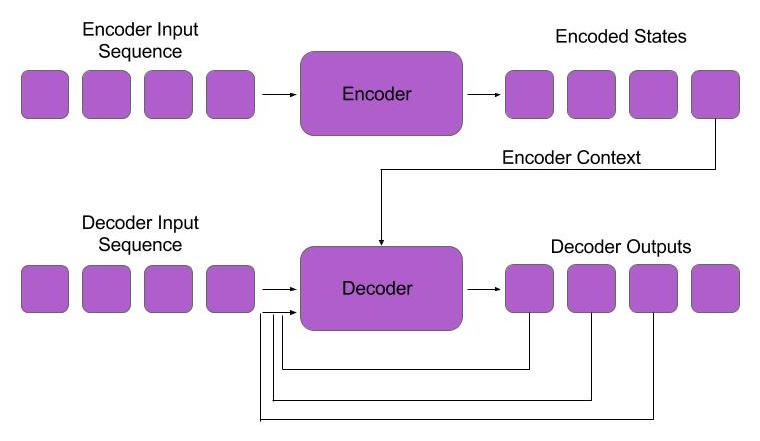 Encoder Input
Sequence
Encoded States
Encoder
Encoder Context
Decoder Input
Sequence
Decoder Outputs
Decoder